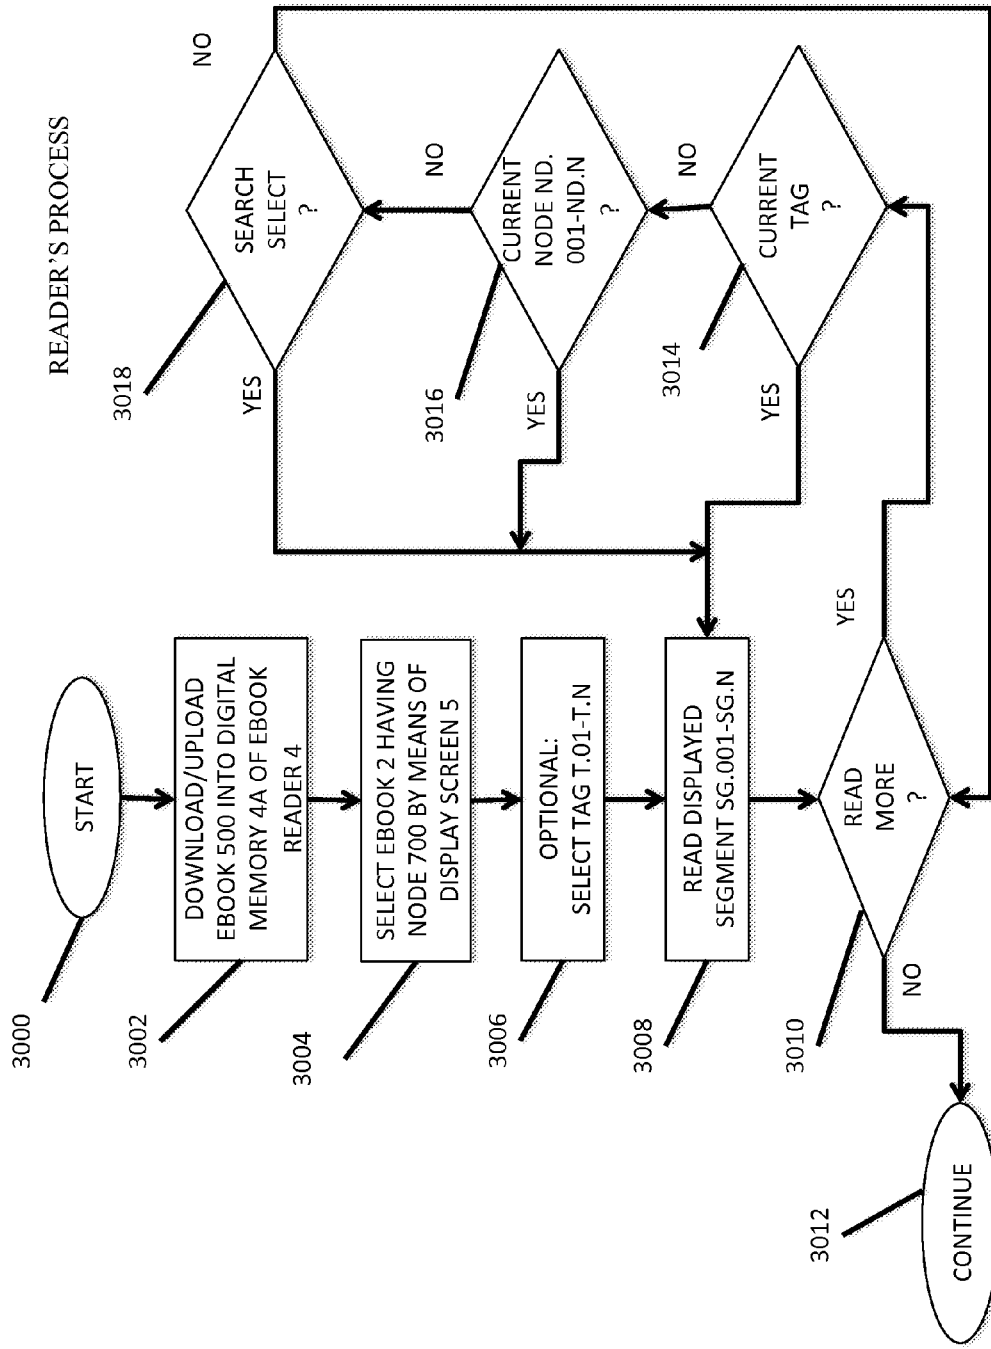 READER'S PROCESS
START
3000
DOWNLOAD/UPLOAD
EBOOK 500 INTO DIGITAL
MEMORY 4A OF EBOOK
READER 4
3002
SELECT EBOOK 2 HAVING
NODE 700 BY MEANS OF
DISPLAY SCREEN 5
3004
OPTIONAL:
SELECT TAG T.01-T.N
3006
READ DISPLAYED
SEGMENT SG.001-SG.N
3008
READ
MORE
?
3010
YES
NO
CONTINUE
3012
CURRENT
TAG
?
3014
YES
NO
CURRENT
NODE ND.
001-ND.N
?
3016
YES
NO
SEARCH
SELECT
?
3018
YES
NO